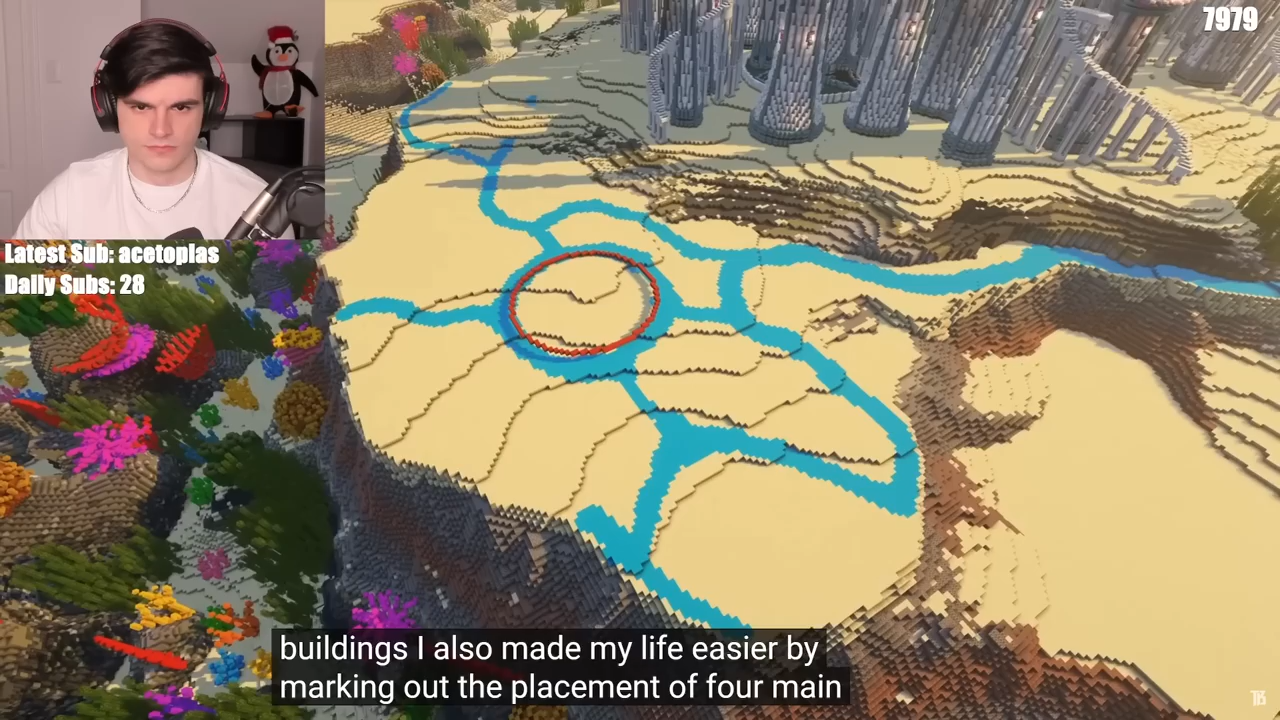 7979
Latest Sub: acetoplas
Daily Subs: 28
buildings I also made my life easier by
marking out the placement of four main